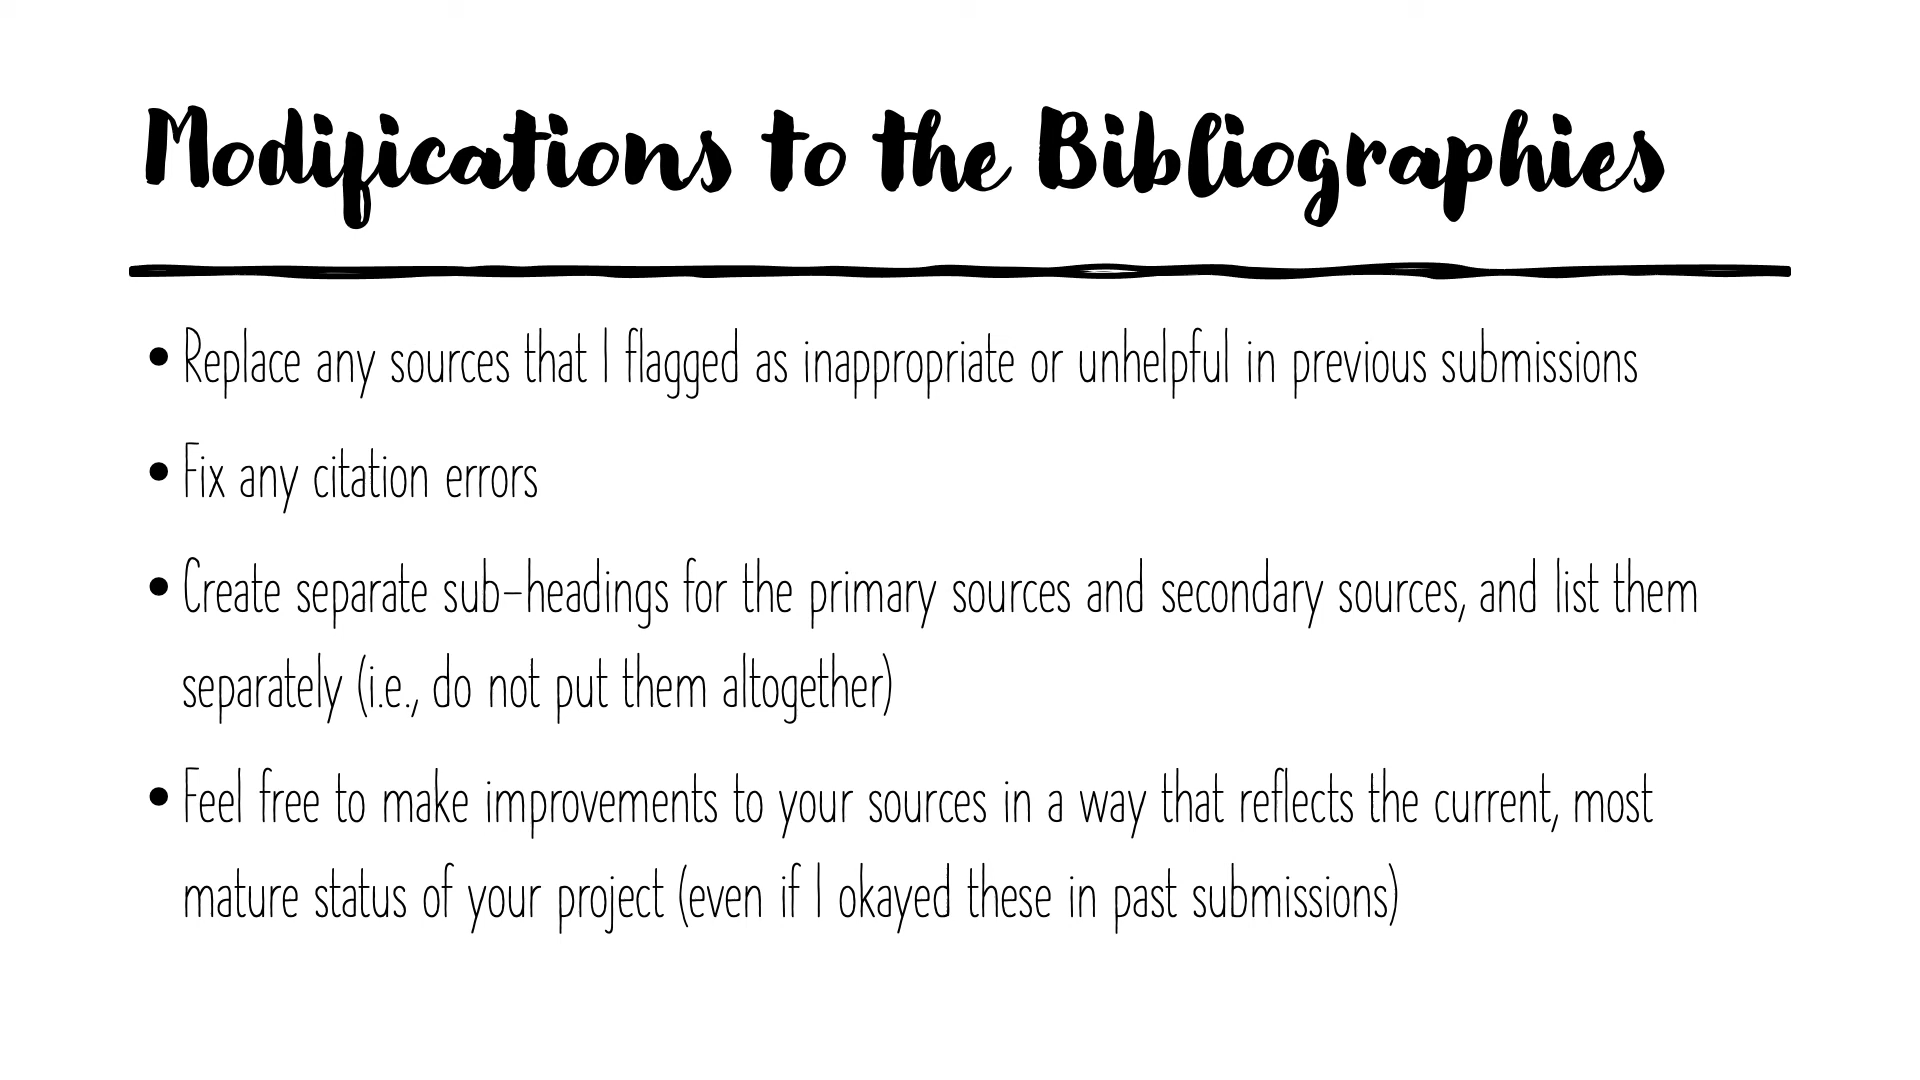 Modifications to the Bibliographies
• Replace any sources that I flagged as inappropriate or unhelpful in previous submissions
• Fix any citation errors
• Create separate sub-headings for the primary sources and secondary sources, and list them
separately (i.e., do not put them altogether)
• Feel free to make improvements to your sources in a way that reflects the current, most
mature status of your project (even if I okayed these in past submissions)